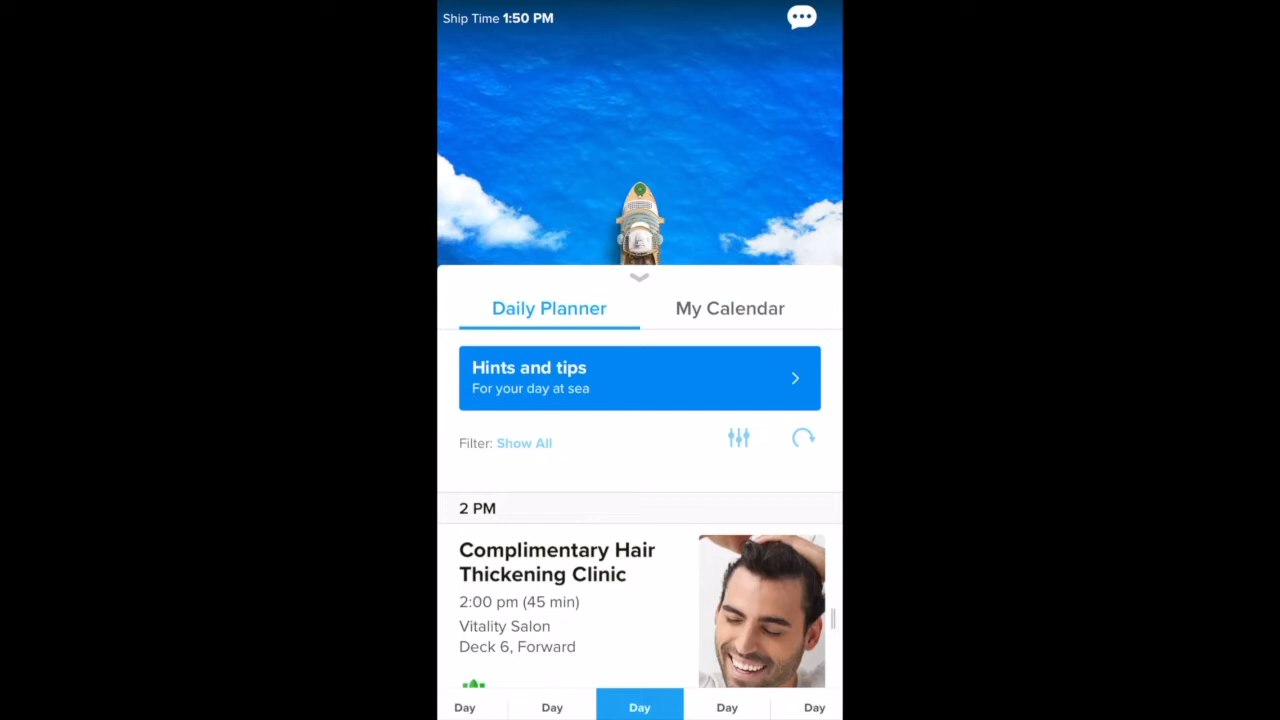 Ship Time 1:50 PM
Daily Planner
My Calendar
Hints and tips
For your day at sea
Filter: Show All
2 PM
Complimentary Hair
Thickening Clinic
2:00 pm (45 min)
Vitality Salon
Deck 6, Forward
Day Day Day Day Day